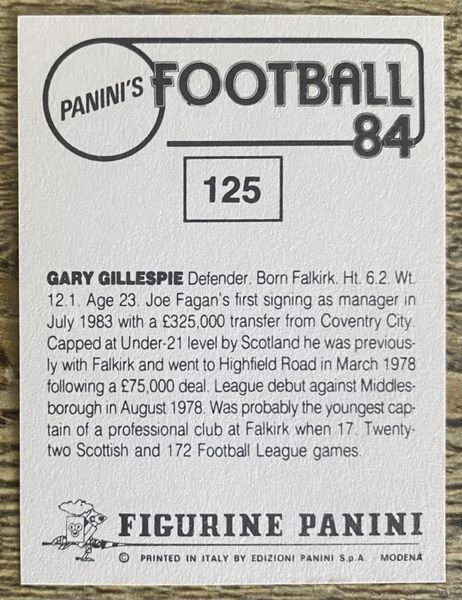 PANINI'S FOOTBALL
84
125
GARY GILLESPIE Defender. Born Falkirk. Ht. 6.2. Wt.
12.1. Age 23. Joe Fagan's first signing as manager in
July 1983 with a £325,000 transfer from Coventry City.
Capped at Under-21 level by Scotland he was previous-
ly with Falkirk and went to Highfield Road in March 1978
following a £75,000 deal. League debut against Middles-
borough in August 1978. Was probably the youngest cap-
tain of a professional club at Falkirk when 17. Twenty-
two Scottish and 172 Football League games.
FIGURINE PANINI
© PRINTED IN ITALY BY EDIZIONI PANINI S.p.A. - MODENA